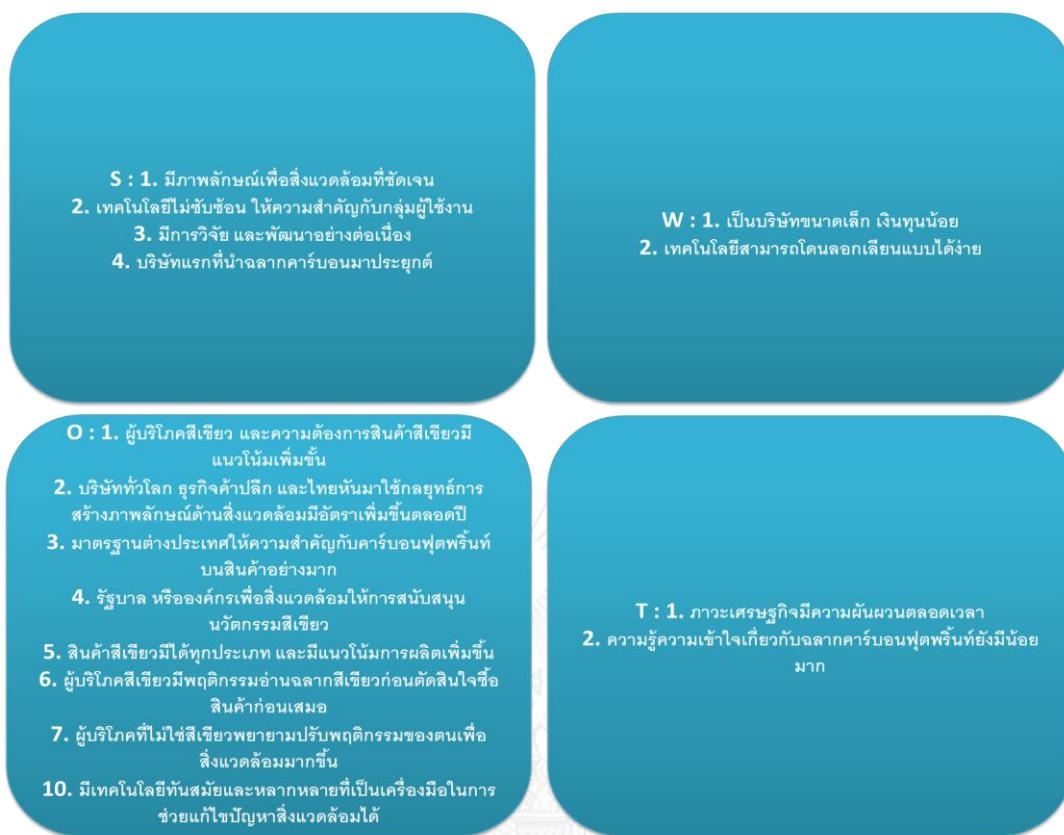 S : 1. มีภาพลักษณ์เพื่อสิ่งแวดล้อมที่ชัดเจน
2. เทคโนโลยีไม่ซับซ้อน ให้ความสำคัญกับกลุ่มผู้ใช้งาน
3. มีการวิจัย และพัฒนาอย่างต่อเนื่อง
4. บริษัทแรกที่นำฉลากคาร์บอนมาประยุกต์
W : 1. เป็นบริษัทขนาดเล็ก เงินทุนน้อย
2. เทคโนโลยีสามารถโดนลอกเลียนแบบได้ง่าย
O : 1. ผู้บริโภคสีเขียว และความต้องการสินค้าสีเขียวมี
แนวโน้มเพิ่มขึ้น
2. บริษัททั่วโลก ธุรกิจค้าปลีก และไทยหันมาใช้กลยุทธ์การ
สร้างภาพลักษณ์ด้านสิ่งแวดล้อมมีอัตราเพิ่มขึ้นตลอดปี
3. มาตรฐานต่างประเทศให้ความสำคัญกับคาร์บอนฟุตพริ้นท์
บนสินค้าอย่างมาก
4. รัฐบาล หรือองค์กรเพื่อสิ่งแวดล้อมให้การสนับสนุน
นวัตกรรมสีเขียว
5. สินค้าสีเขียวมีได้ทุกประเภท และมีแนวโน้มการผลิตเพิ่มขึ้น
6. ผู้บริโภคสีเขียวมีพฤติกรรมอ่านฉลากสีเขียวก่อนตัดสินใจซื้อ
สินค้าก่อนเสมอ
7. ผู้บริโภคที่ไม่ใช่สีเขียวพยายามปรับพฤติกรรมของตนเพื่อ
สิ่งแวดล้อมมากขึ้น
10. มีเทคโนโลยีทันสมัยและหลากหลายที่เป็นเครื่องมือในการ
ช่วยแก้ไขปัญหาสิ่งแวดล้อมได้
T : 1. ภาวะเศรษฐกิจมีความผันผวนตลอดเวลา
2. ความรู้ความเข้าใจเกี่ยวกับฉลากคาร์บอนฟุตพริ้นท์ยังมีน้อย
มาก